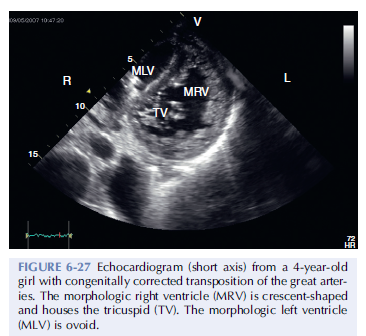 09/05/2007 10:47:20
V
5
MLV
R
MRV
L
10
TV
15
72
HR
FIGURE 6-27 Echocardiogram (short axis) from a 4-year-old
girl with congenitally corrected transposition of the great arter-
ies. The morphologic right ventricle (MRV) is crescent-shaped
and houses the tricuspid (TV). The morphologic left ventricle
(MLV) is ovoid.